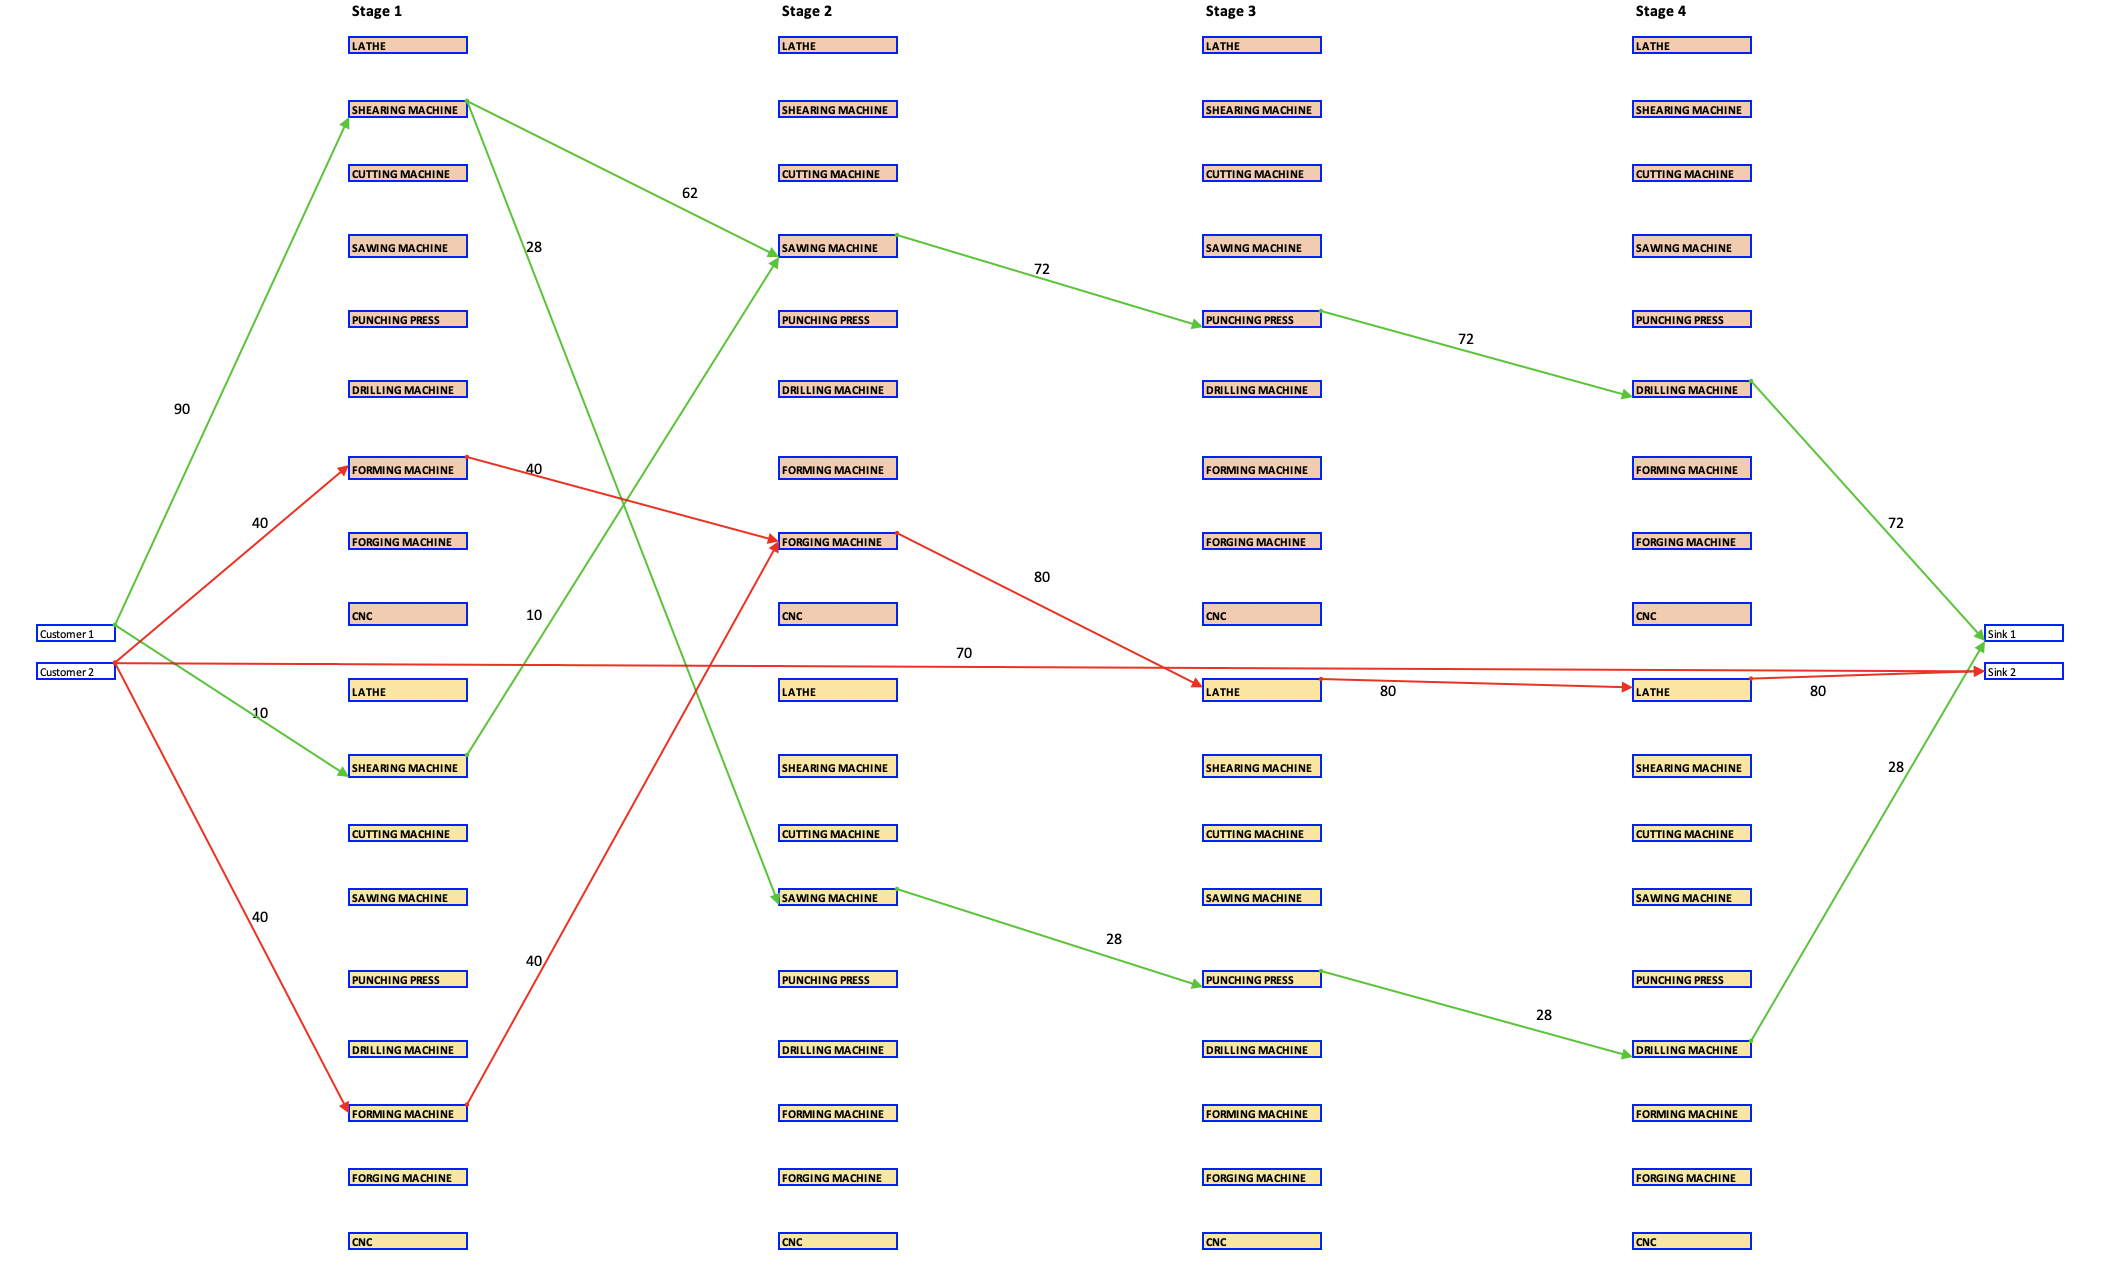 Stage 1 Stage 2 Stage 3 Stage 4
LATHE LATHE LATHE LATHE
SHEARING MACHINE SHEARING MACHINE SHEARING MACHINE SHEARING MACHINE
CUTTING MACHINE CUTTING MACHINE CUTTING MACHINE CUTTING MACHINE
62
SAWING MACHINE 28 SAWING MACHINE SAWING MACHINE SAWING MACHINE
72
PUNCHING PRESS PUNCHING PRESS PUNCHING PRESS PUNCHING PRESS
72
DRILLING MACHINE DRILLING MACHINE DRILLING MACHINE DRILLING MACHINE
90
FORMING MACHINE 40 FORMING MACHINE FORMING MACHINE FORMING MACHINE
40 72
FORGING MACHINE FORGING MACHINE FORGING MACHINE FORGING MACHINE
80
CNC 10 CNC CNC CNC
Customer 1 Sink 1
70
Customer 2 Sink 2
LATHE LATHE LATHE 80 LATHE 80
10
SHEARING MACHINE SHEARING MACHINE SHEARING MACHINE SHEARING MACHINE 28
CUTTING MACHINE CUTTING MACHINE CUTTING MACHINE CUTTING MACHINE
SAWING MACHINE SAWING MACHINE SAWING MACHINE SAWING MACHINE
40
28
40
PUNCHING PRESS PUNCHING PRESS PUNCHING PRESS PUNCHING PRESS
28
DRILLING MACHINE DRILLING MACHINE DRILLING MACHINE DRILLING MACHINE
FORMING MACHINE FORMING MACHINE FORMING MACHINE FORMING MACHINE
FORGING MACHINE FORGING MACHINE FORGING MACHINE FORGING MACHINE
CNC CNC CNC CNC